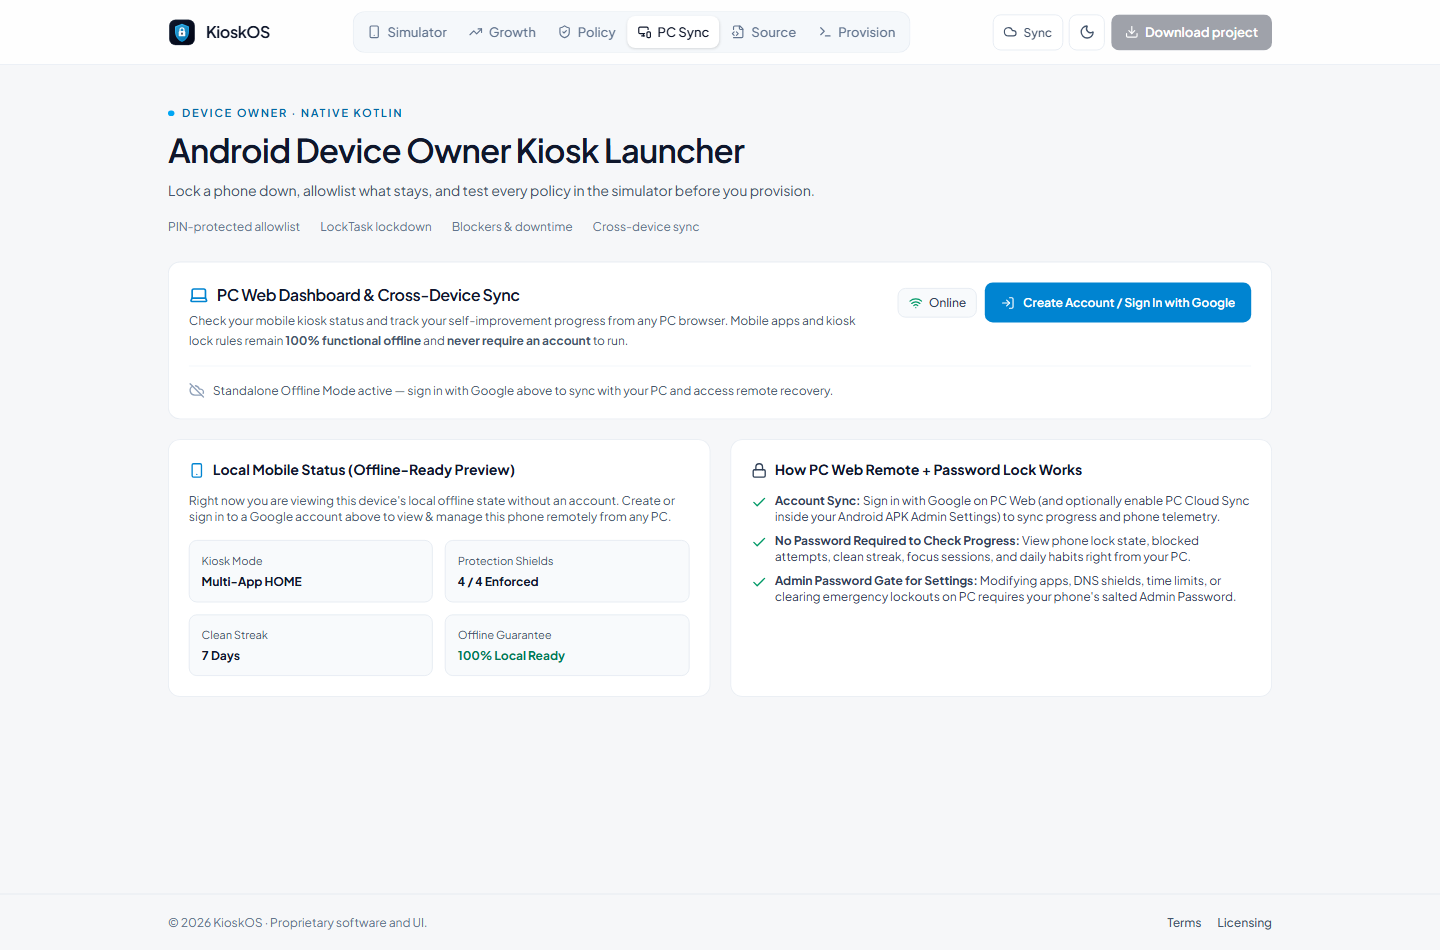 KioskOS
Simulator
Growth
Policy
PC Sync
Source
Provision
Sync
Download project
DEVICE OWNER · NATIVE KOTLIN
Android Device Owner Kiosk Launcher
Lock a phone down, allowlist what stays, and test every policy in the simulator before you provision.
PIN-protected allowlist
LockTask lockdown
Blockers & downtime
Cross-device sync
PC Web Dashboard & Cross-Device Sync
Check your mobile kiosk status and track your self-improvement progress from any PC browser. Mobile apps and kiosk
lock rules remain 100% functional offline and never require an account to run.
Online
Create Account / Sign In with Google
Standalone Offline Mode active — sign in with Google above to sync with your PC and access remote recovery.
Local Mobile Status (Offline-Ready Preview)
Right now you are viewing this device's local offline state without an account. Create or
sign in to a Google account above to view & manage this phone remotely from any PC.
Kiosk Mode
Multi-App HOME
Protection Shields
4 / 4 Enforced
Clean Streak
7 Days
Offline Guarantee
100% Local Ready
How PC Web Remote + Password Lock Works
Account Sync: Sign in with Google on PC Web (and optionally enable PC Cloud Sync
inside your Android APK Admin Settings) to sync progress and phone telemetry.
No Password Required to Check Progress: View phone lock state, blocked
attempts, clean streak, focus sessions, and daily habits right from your PC.
Admin Password Gate for Settings: Modifying apps, DNS shields, time limits, or
clearing emergency lockouts on PC requires your phone's salted Admin Password.
© 2026 KioskOS · Proprietary software and UI.
Terms
Licensing